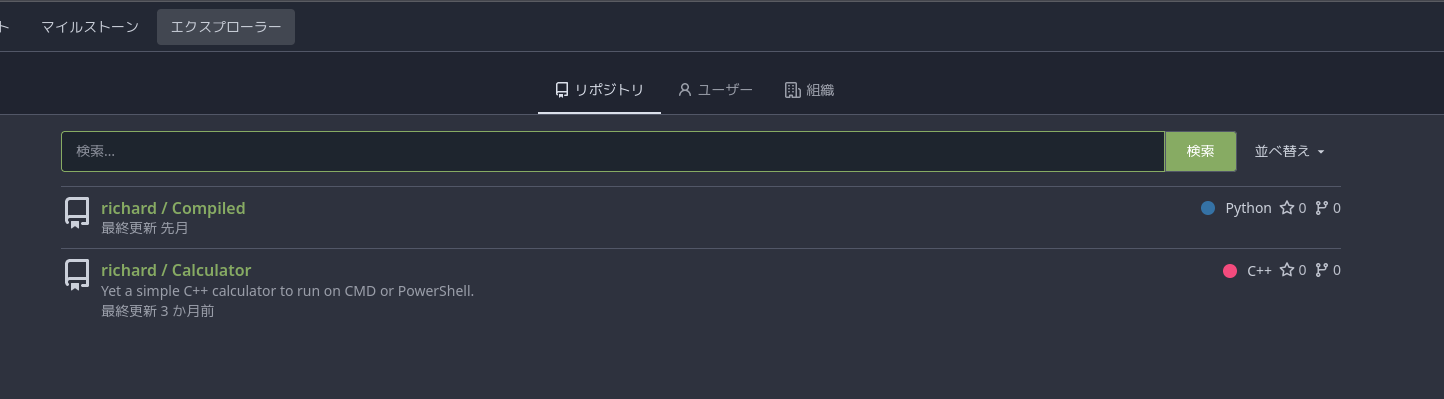 ト マイルストーン エクスプローラー
リポジトリ ユーザー 組織
検索... 検索 並べ替え
richard / Compiled Python 0 0
最終更新 先月
richard / Calculator C++ 0 0
Yet a simple C++ calculator to run on CMD or PowerShell.
最終更新 3 か月前